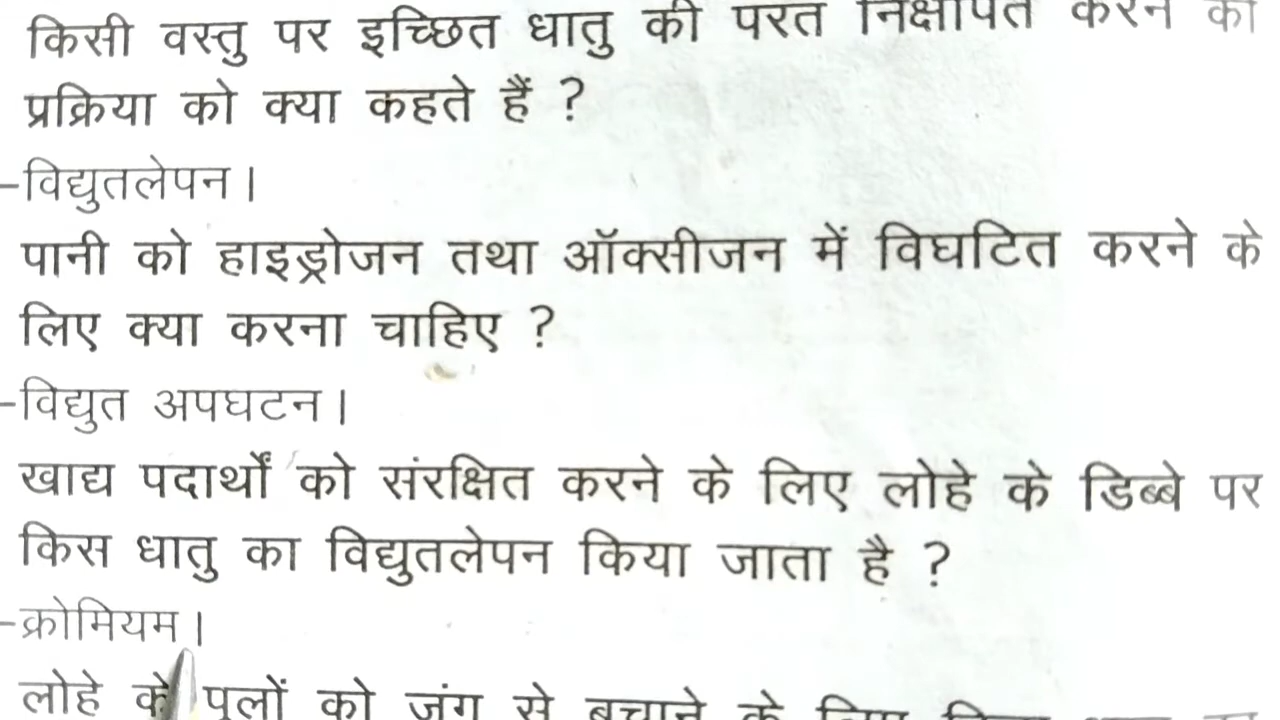 किसी वस्तु पर इच्छित धातु की परत निक्षेपित करने की
प्रक्रिया को क्या कहते हैं ?
–विद्युतलेपन।
पानी को हाइड्रोजन तथा ऑक्सीजन में विघटित करने के
लिए क्या करना चाहिए ?
–विद्युत अपघटन।
खाद्य पदार्थों को संरक्षित करने के लिए लोहे के डिब्बे पर
किस धातु का विद्युतलेपन किया जाता है ?
–क्रोमियम।
लोहे के पुलों को जंग से बचाने के लिए किस